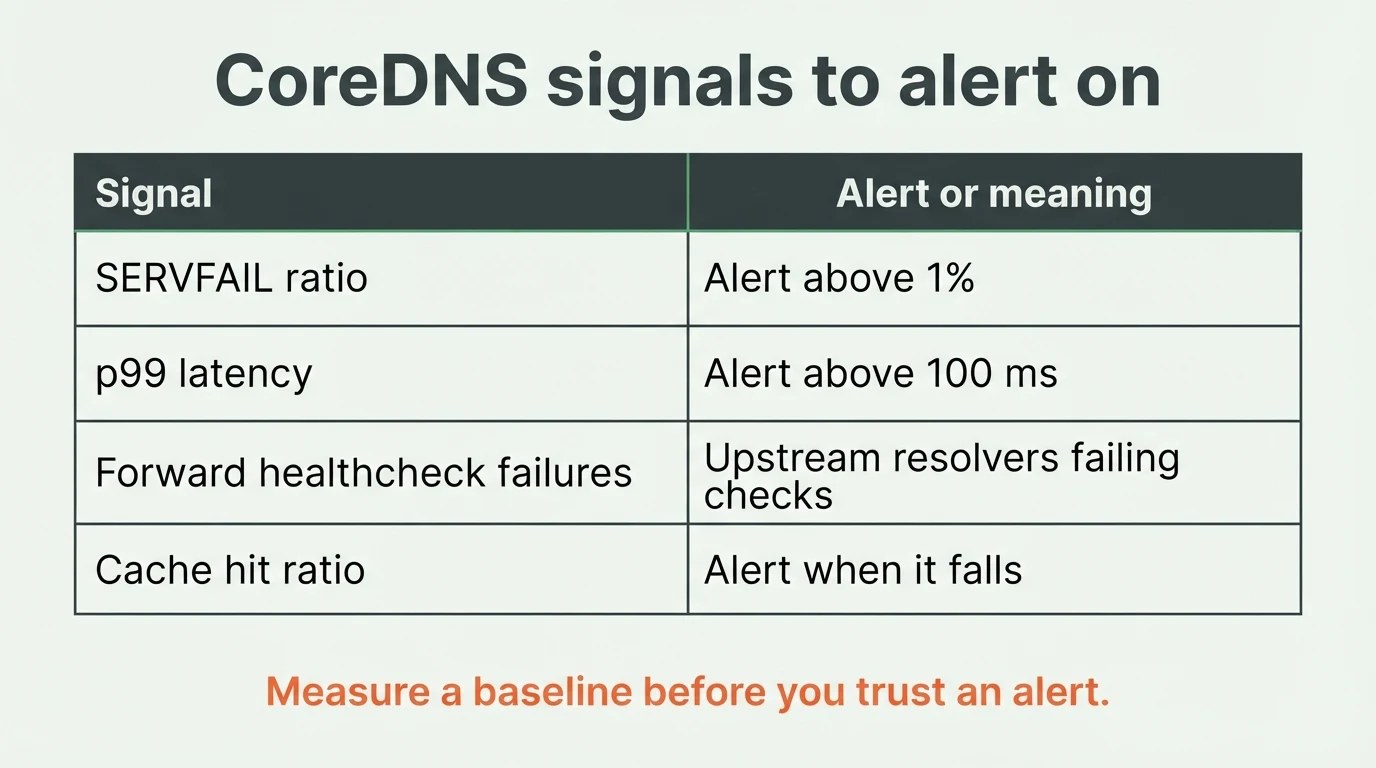 CoreDNS signals to alert on
Signal
Alert or meaning
SERVFAIL ratio
Alert above 1%
p99 latency
Alert above 100 ms
Forward healthcheck failures
Upstream resolvers failing
checks
Cache hit ratio
Alert when it falls
Measure a baseline before you trust an alert.